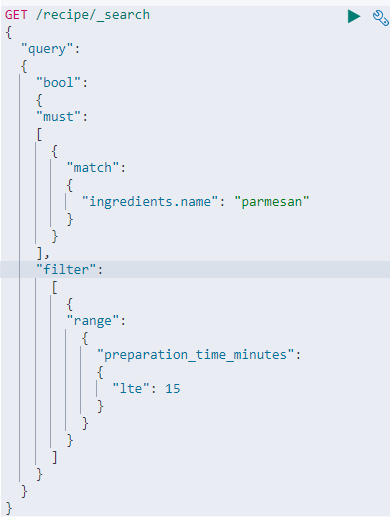 GET /recipe/_search
{
  "query":
  {
    "bool":
    {
    "must":
    [
      {
        "match":
        {
          "ingredients.name": "parmesan"
        }
      }
    ],
    "filter":
      [
        {
        "range":
          {
            "preparation_time_minutes":
            {
              "lte": 15
            }
          }
        }
      ]
    }
  }
}